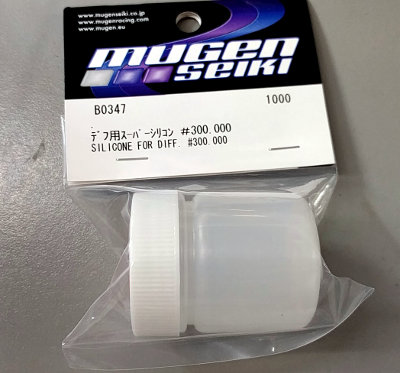 www.mugenseiki.co.jp
www.mugenracing.com
www.mugen.eu
MUGEN
SEIKI
B0347 1000
デフ用スーパーシリコン #300.000
SILICONE FOR DIFF. #300.000